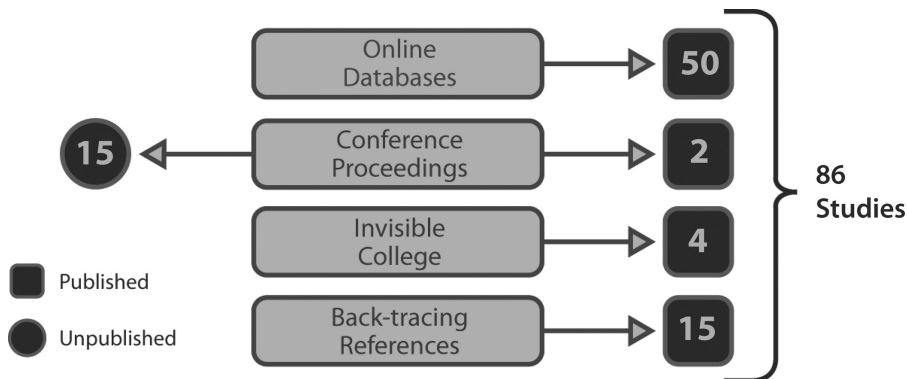 Online
Databases
50
15
Conference
Proceedings
2
86
Studies
Invisible
College
4
Published
Unpublished
Back-tracing
References
15